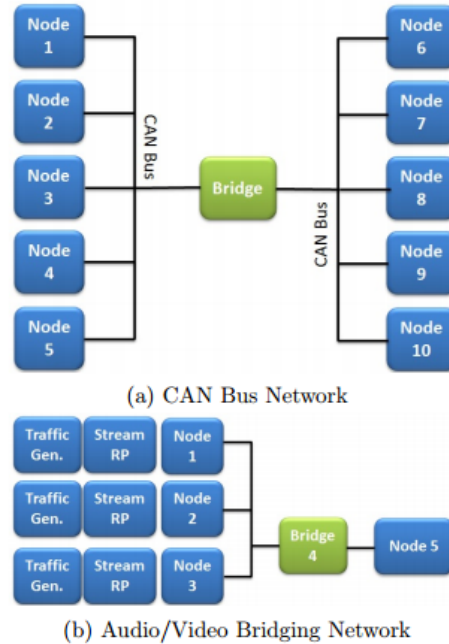 Node
1
Node
2
Node
3
Node
4
Node
5
CAN Bus
Bridge
CAN Bus
Node
6
Node
7
Node
8
Node
9
Node
10
(a) CAN Bus Network
Traffic
Gen.
Stream
RP
Node
1
Traffic
Gen.
Stream
RP
Node
2
Traffic
Gen.
Stream
RP
Node
3
Bridge
4
Node 5
(b) Audio/Video Bridging Network